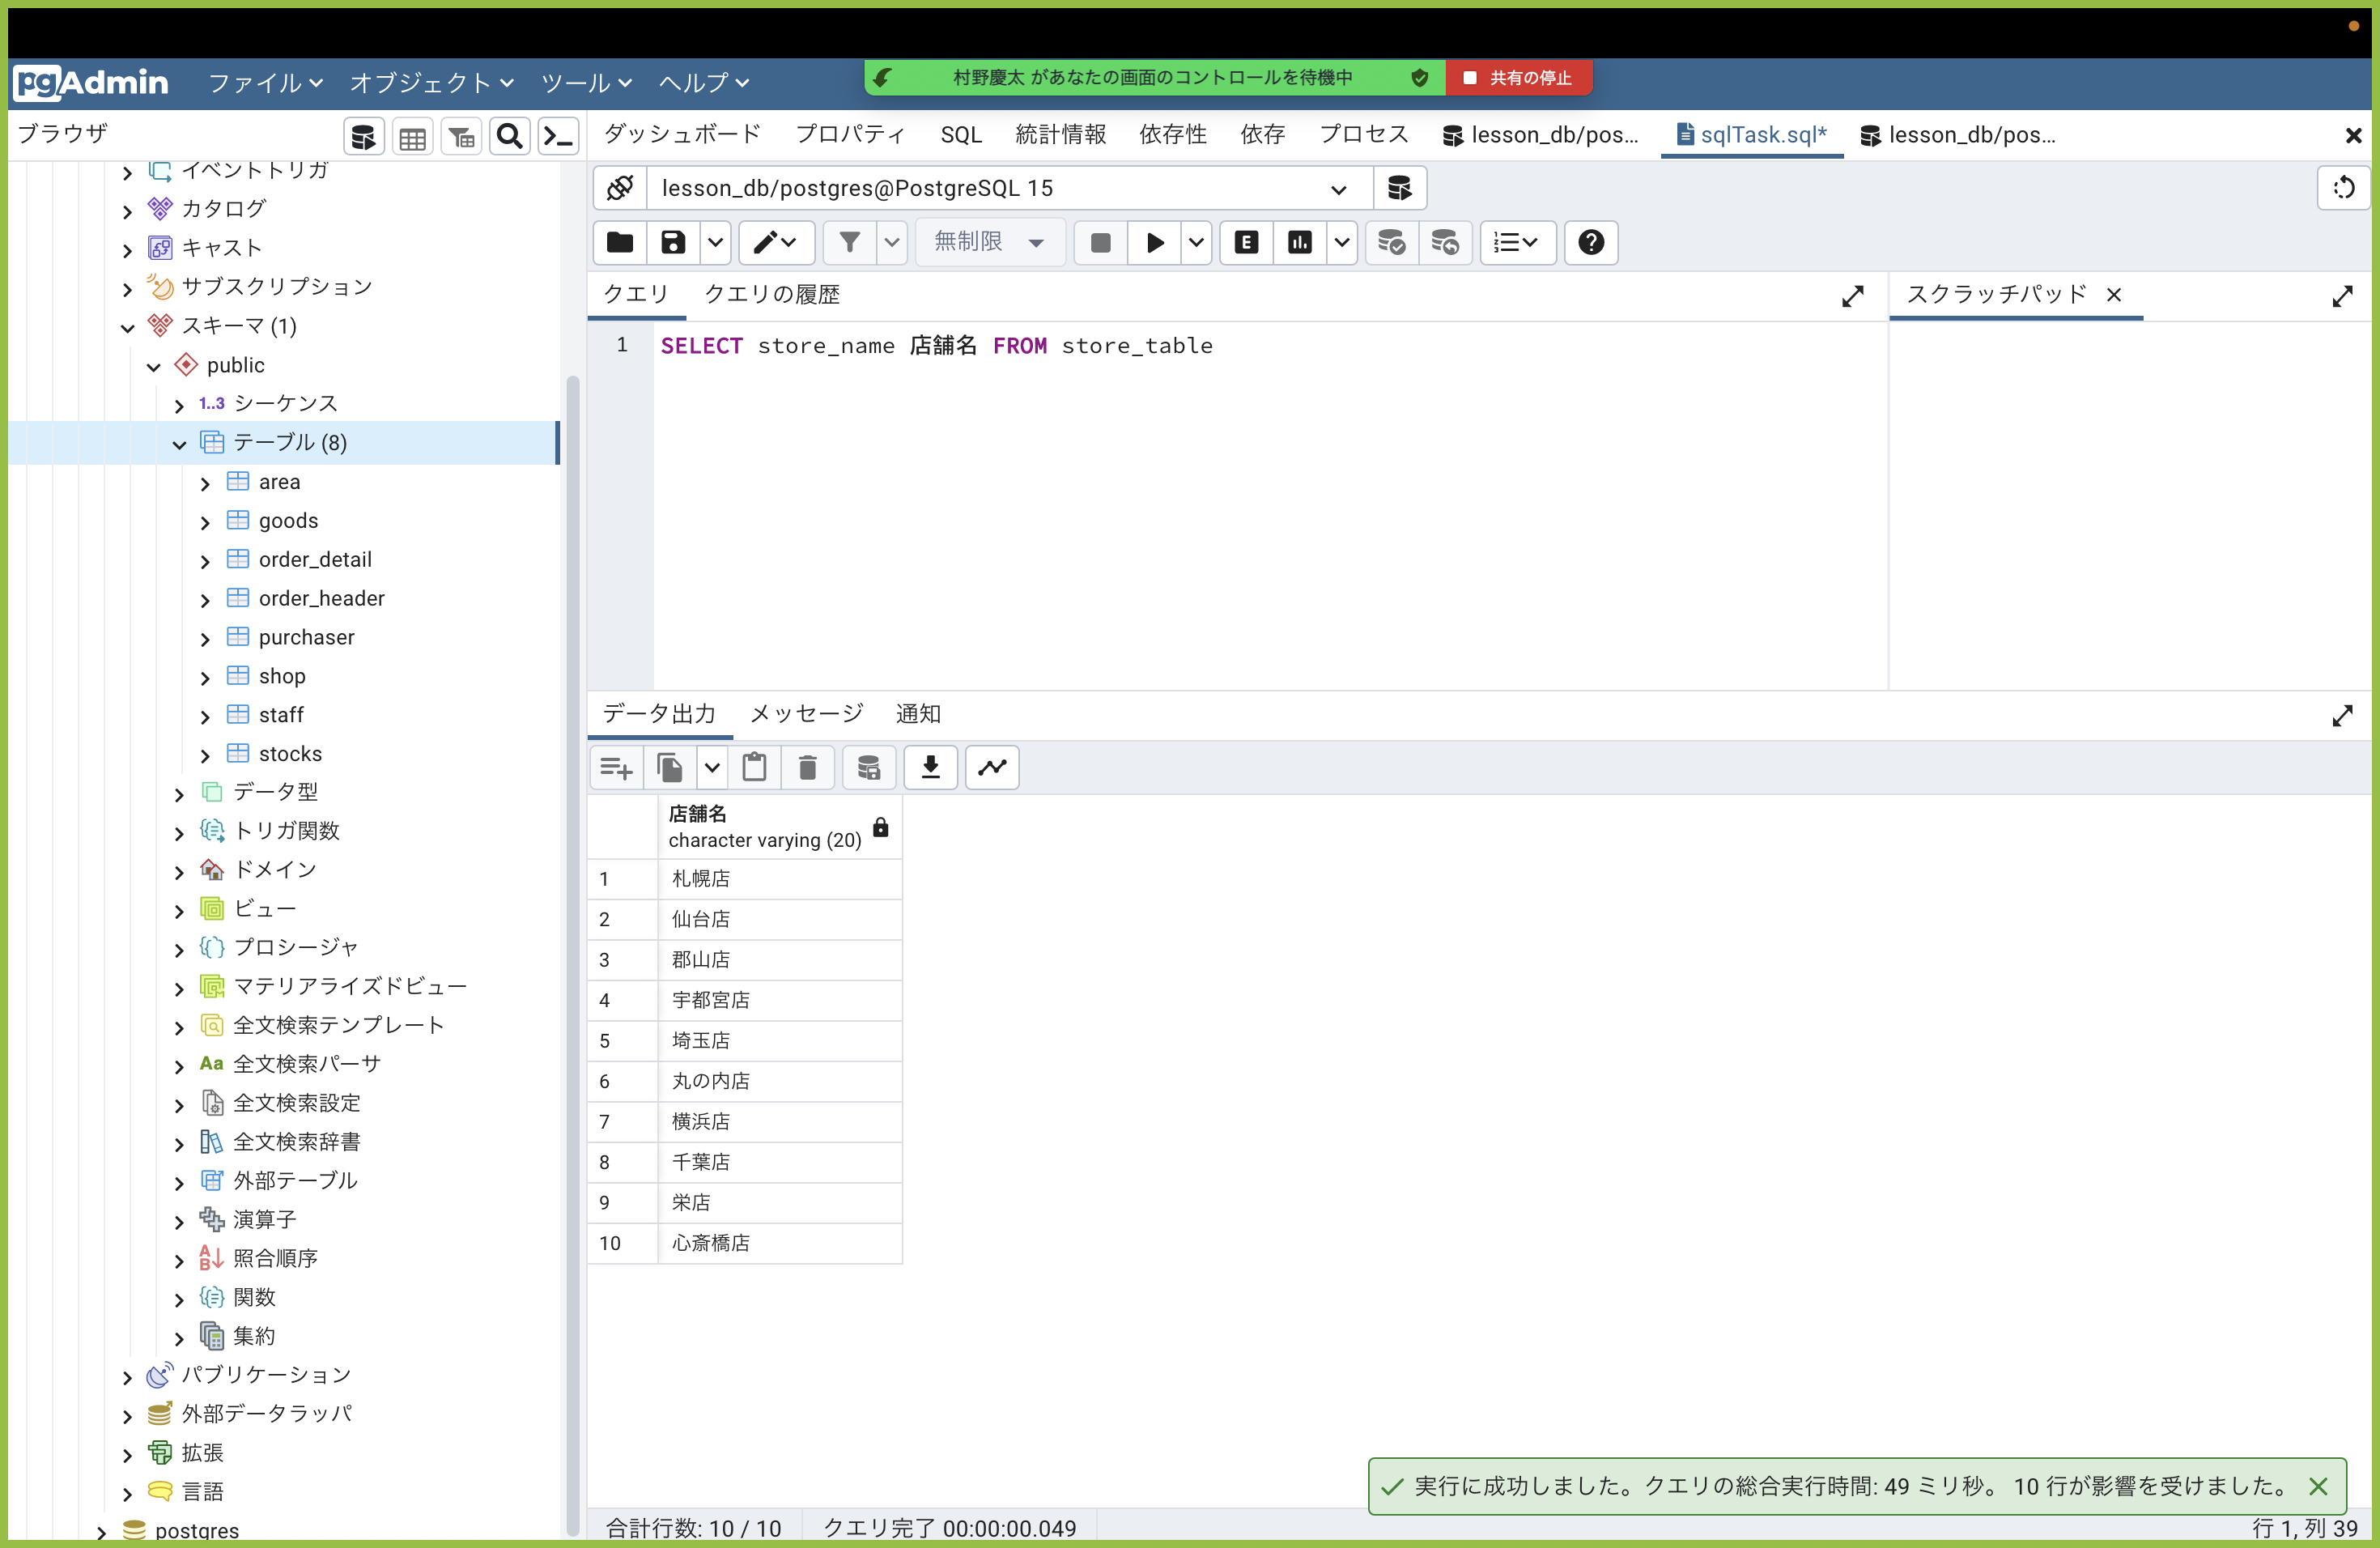 pgAdmin ファイル オブジェクト ツール ヘルプ
村野慶太 があなたの画面のコントロールを待機中 共有の停止
ブラウザ
ダッシュボード プロパティ SQL 統計情報 依存性 依存 プロセス lesson_db/pos... sqlTask.sql* lesson_db/pos...
イベントトリガ
カタログ
キャスト
サブスクリプション
スキーマ (1)
public
1..3 シーケンス
テーブル (8)
area
goods
order_detail
order_header
purchaser
shop
staff
stocks
データ型
トリガ関数
ドメイン
ビュー
プロシージャ
マテリアライズドビュー
全文検索テンプレート
Aa 全文検索パーサ
全文検索設定
全文検索辞書
外部テーブル
演算子
照合順序
関数
集約
パブリケーション
外部データラッパ
拡張
言語
postgres
lesson_db/postgres@PostgreSQL 15
無制限
E
クエリ クエリの履歴
スクラッチパッド
1 SELECT store_name 店舗名 FROM store_table
データ出力 メッセージ 通知
店舗名
character varying (20)
1 札幌店
2 仙台店
3 郡山店
4 宇都宮店
5 埼玉店
6 丸の内店
7 横浜店
8 千葉店
9 栄店
10 心斎橋店
実行に成功しました。クエリの総合実行時間: 49 ミリ秒。 10 行が影響を受けました。
合計行数: 10 / 10 クエリ完了 00:00:00.049 行 1, 列 39